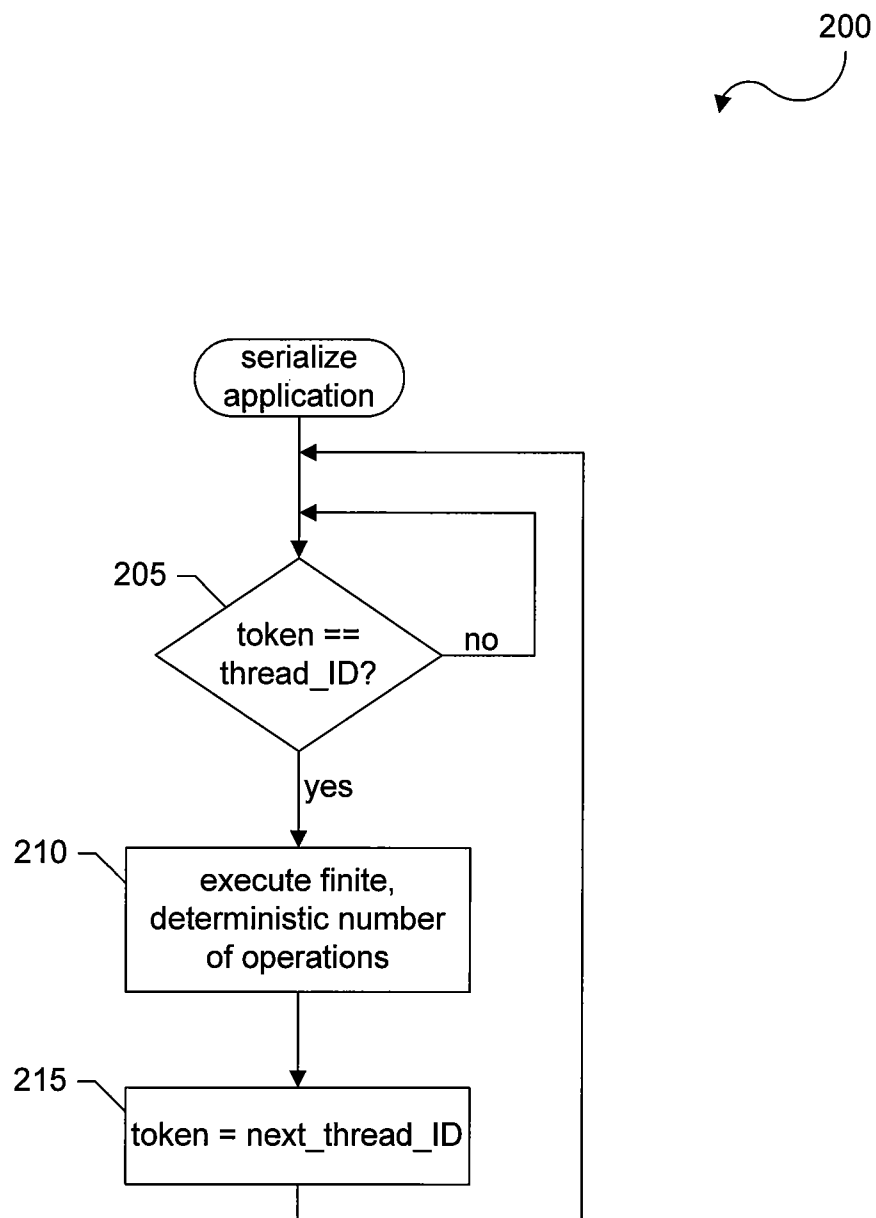 200
serialize
application
205
token ==
thread_ID?
no
yes
210
execute finite,
deterministic number
of operations
215
token = next_thread_ID